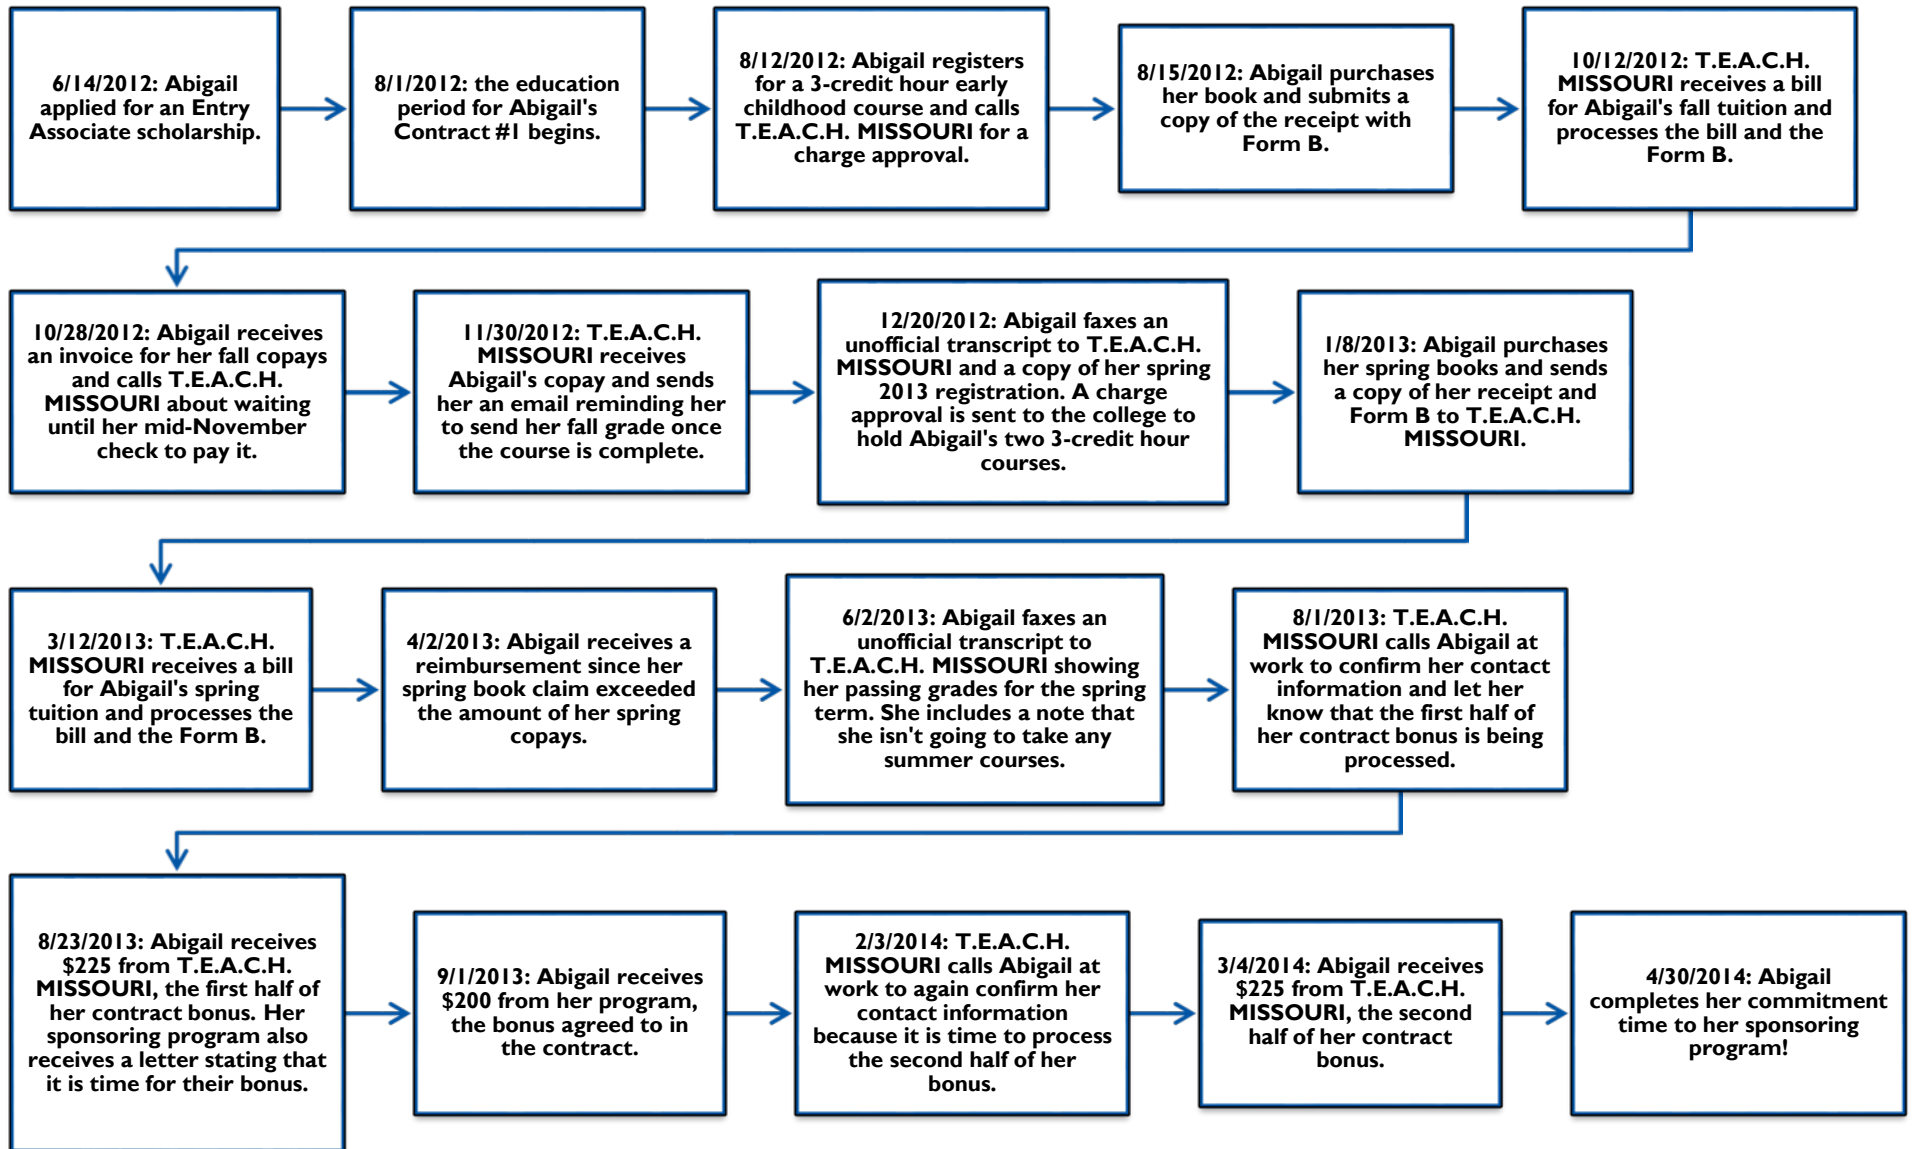 6/14/2012: Abigail
applied for an Entry
Associate scholarship.
8/1/2012: the education
period for Abigail's
Contract #1 begins.
8/12/2012: Abigail registers
for a 3-credit hour early
childhood course and calls
T.E.A.C.H. MISSOURI for a
charge approval.
8/15/2012: Abigail purchases
her book and submits a
copy of the receipt with
Form B.
10/12/2012: T.E.A.C.H.
MISSOURI receives a bill
for Abigail's fall tuition and
processes the bill and the
Form B.
10/28/2012: Abigail receives
an invoice for her fall copays
and calls T.E.A.C.H.
MISSOURI about waiting
until her mid-November
check to pay it.
11/30/2012: T.E.A.C.H.
MISSOURI receives
Abigail's copay and sends
her an email reminding her
to send her fall grade once
the course is complete.
12/20/2012: Abigail faxes an
unofficial transcript to T.E.A.C.H.
MISSOURI and a copy of her spring
2013 registration. A charge
approval is sent to the college to
hold Abigail's two 3-credit hour
courses.
1/8/2013: Abigail purchases
her spring books and sends
a copy of her receipt and
Form B to T.E.A.C.H.
MISSOURI.
3/12/2013: T.E.A.C.H.
MISSOURI receives a bill
for Abigail's spring
tuition and processes the
bill and the Form B.
4/2/2013: Abigail receives a
reimbursement since her
spring book claim exceeded
the amount of her spring
copays.
6/2/2013: Abigail faxes an
unofficial transcript to
T.E.A.C.H. MISSOURI showing
her passing grades for the spring
term. She includes a note that
she isn't going to take any
summer courses.
8/1/2013: T.E.A.C.H.
MISSOURI calls Abigail at
work to confirm her contact
information and let her
know that the first half of
her contract bonus is being
processed.
8/23/2013: Abigail receives
$225 from T.E.A.C.H.
MISSOURI, the first half of
her contract bonus. Her
sponsoring program also
receives a letter stating that
it is time for their bonus.
9/1/2013: Abigail receives
$200 from her program,
the bonus agreed to in
the contract.
2/3/2014: T.E.A.C.H.
MISSOURI calls Abigail at
work to again confirm her
contact information
because it is time to process
the second half of her
bonus.
3/4/2014: Abigail receives
$225 from T.E.A.C.H.
MISSOURI, the second
half of her contract
bonus.
4/30/2014: Abigail
completes her commitment
time to her sponsoring
program!